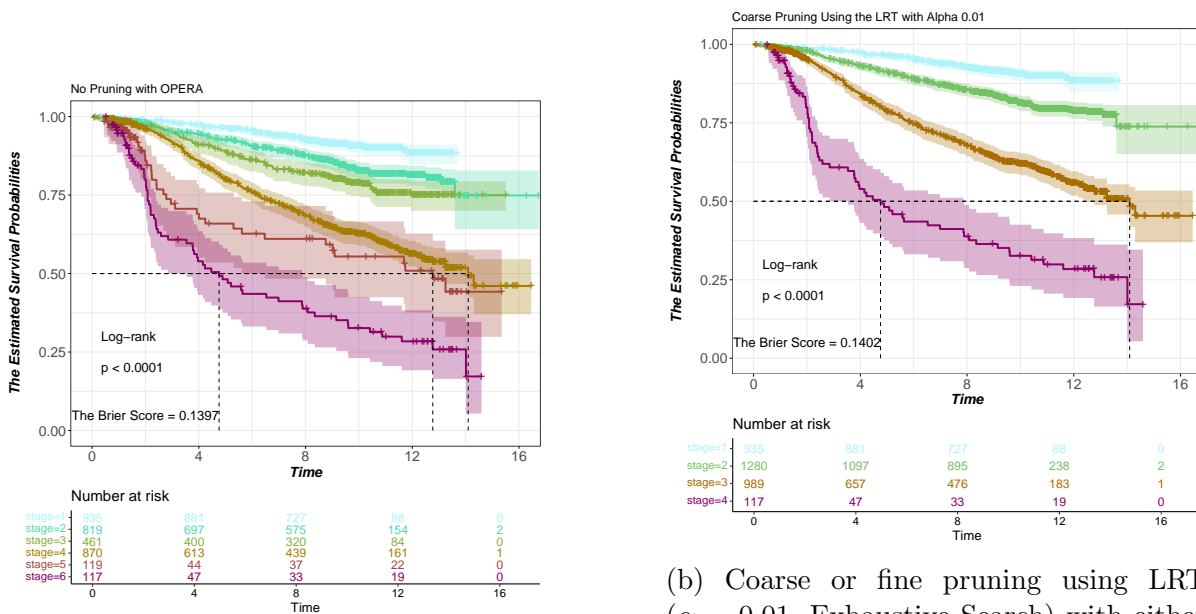 No Pruning with OPERA
The Estimated Survival Probabilities
1.00
0.75
0.50
0.25
0.00
Log−rank
p < 0.0001
The Brier Score = 0.1397
0 4 8 12 16
Time
Number at risk
stage=1 935 881 727 88 0
stage=2 819 697 575 154 2
stage=3 461 400 320 84 0
stage=4 870 613 439 161 1
stage=5 119 44 37 22 0
stage=6 117 47 33 19 0
0 4 8 12 16
Time
Coarse Pruning Using the LRT with Alpha 0.01
The Estimated Survival Probabilities
1.00
0.75
0.50
0.25
0.00
Log−rank
p < 0.0001
The Brier Score = 0.1402
0 4 8 12 16
Time
Number at risk
stage=1 935 881 727 88 0
stage=2 1280 1097 895 238 2
stage=3 989 657 476 183 1
stage=4 117 47 33 19 0
0 4 8 12 16
Time
(b) Coarse or fine pruning using LRT
0.01, Exhaustive Search) with either